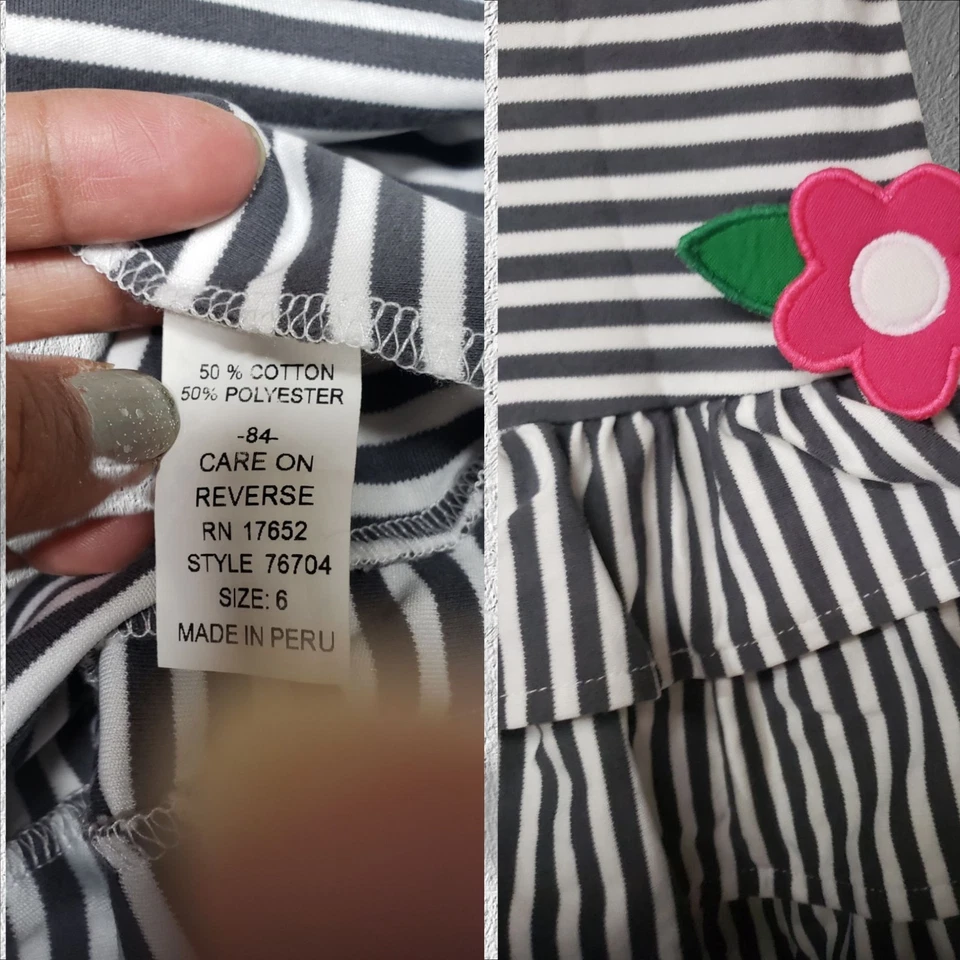 50 % COTTON
50% POLYESTER
-84-
CARE ON
REVERSE
RN 17652
STYLE 76704
SIZE: 6
MADE IN PERU